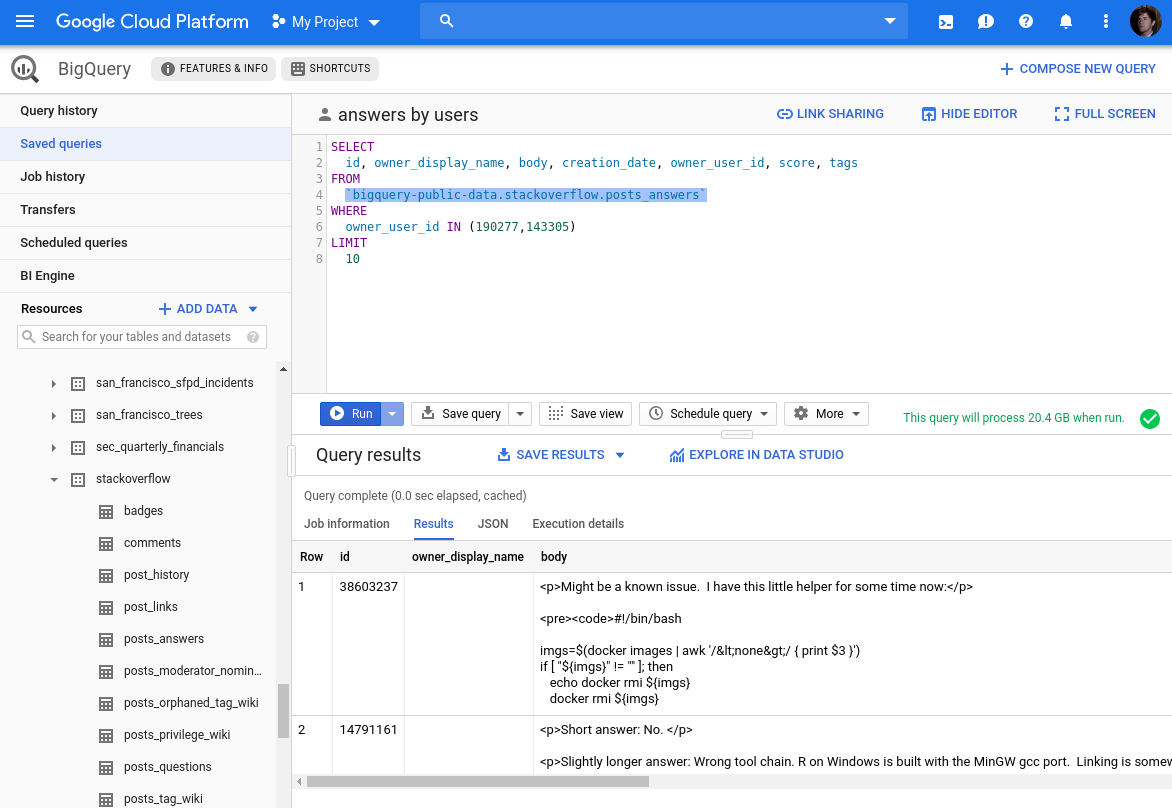 Google Cloud Platform
My Project
BigQuery
FEATURES & INFO
SHORTCUTS
COMPOSE NEW QUERY
Query history
Saved queries
Job history
Transfers
Scheduled queries
BI Engine
Resources
ADD DATA
Search for your tables and datasets
san_francisco_sfpd_incidents
san_francisco_trees
sec_quarterly_financials
stackoverflow
badges
comments
post_history
post_links
posts_answers
posts_moderator_nomin...
posts_orphaned_tag_wiki
posts_privilege_wiki
posts_questions
posts_tag_wiki
answers by users
LINK SHARING
HIDE EDITOR
FULL SCREEN
1 SELECT
2 id, owner_display_name, body, creation_date, owner_user_id, score, tags
3 FROM
4 `bigquery-public-data.stackoverflow.posts_answers`
5 WHERE
6 owner_user_id IN (190277,143305)
7 LIMIT
8 10
Run
Save query
Save view
Schedule query
More
This query will process 20.4 GB when run.
Query results
SAVE RESULTS
EXPLORE IN DATA STUDIO
Query complete (0.0 sec elapsed, cached)
Job information Results JSON Execution details
Row id owner_display_name body
1 38603237 <p>Might be a known issue.  I have this little helper for some time now:</p>
<pre><code>#!/bin/bash
imgs=$(docker images | awk '/&lt;none&gt;/ { print $3 }')
if [ "${imgs}" != "" ]; then
echo docker rmi ${imgs}
docker rmi ${imgs}
2 14791161 <p>Short answer: No. </p>
<p>Slightly longer answer: Wrong tool chain. R on Windows is built with the MinGW gcc port.  Linking is somew